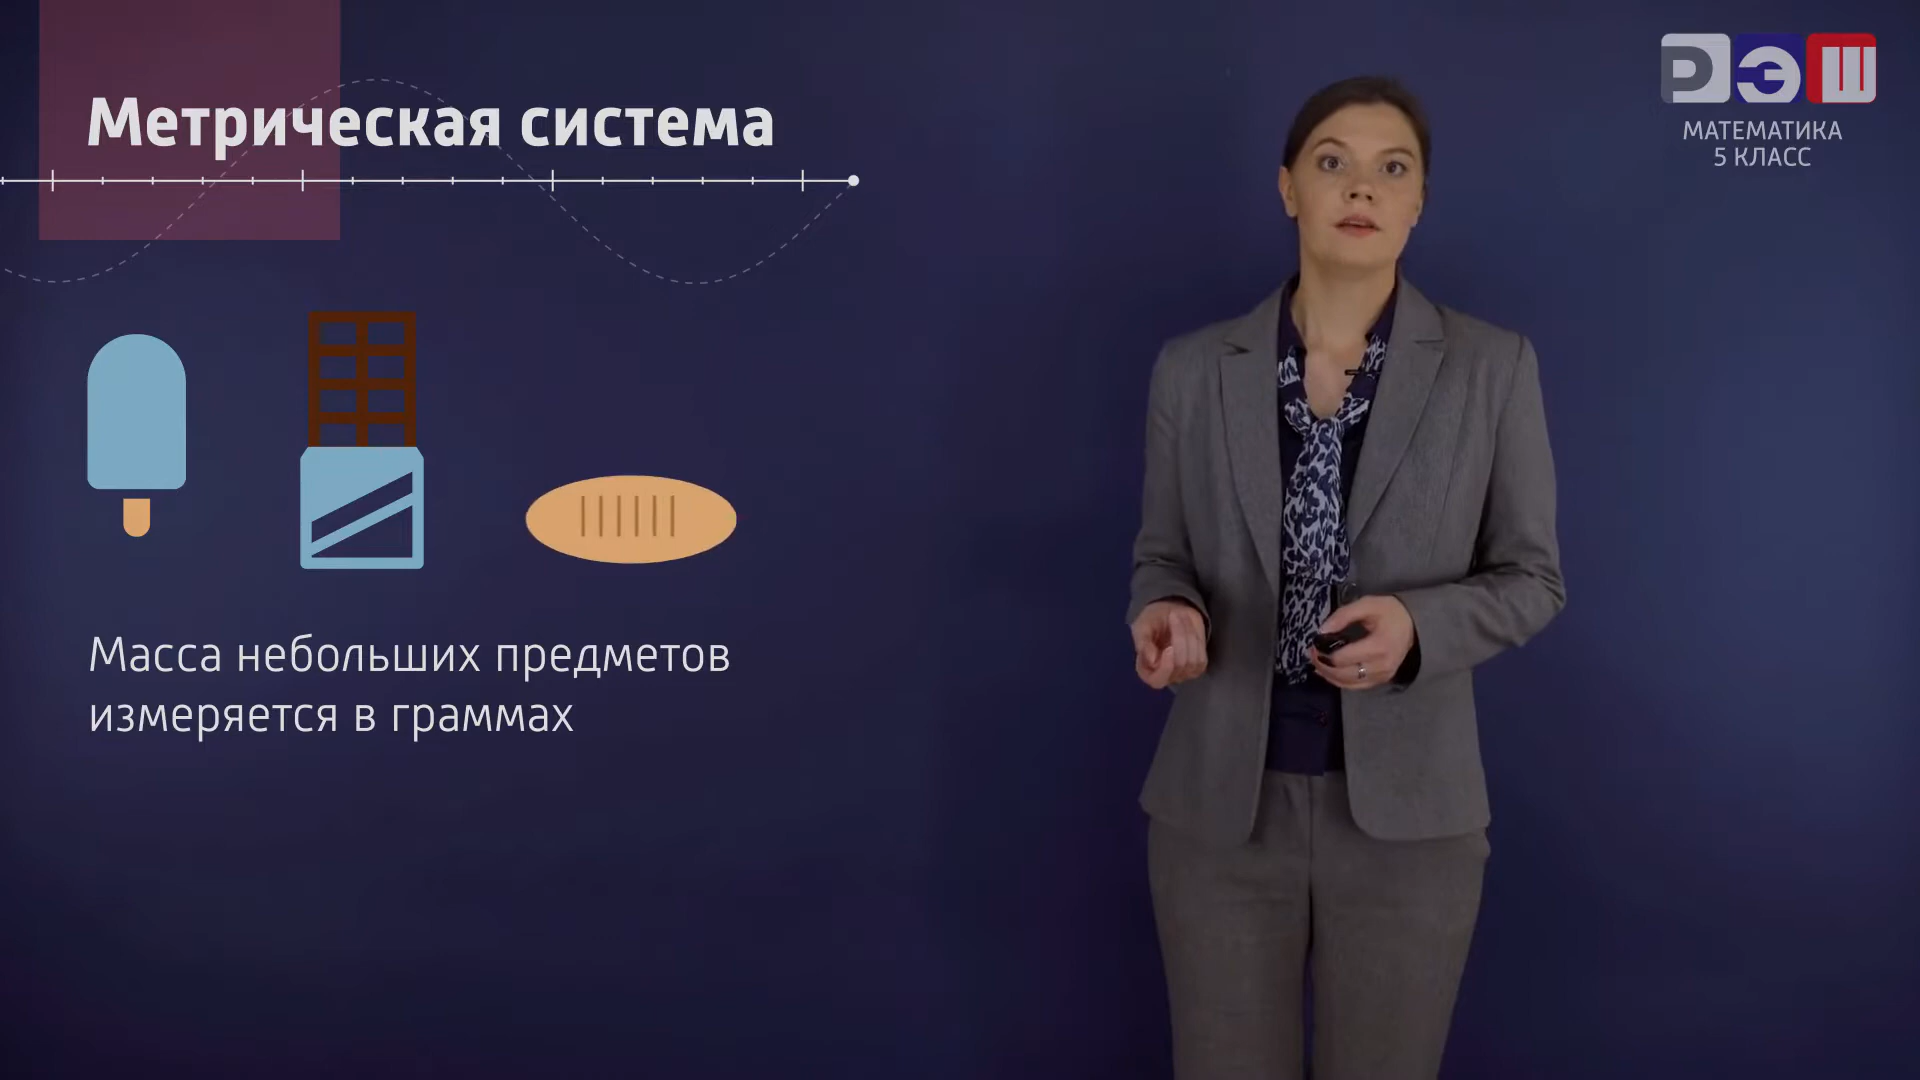 Метрическая система
РЭШ
МАТЕМАТИКА
5 КЛАСС
Масса небольших предметов
измеряется в граммах